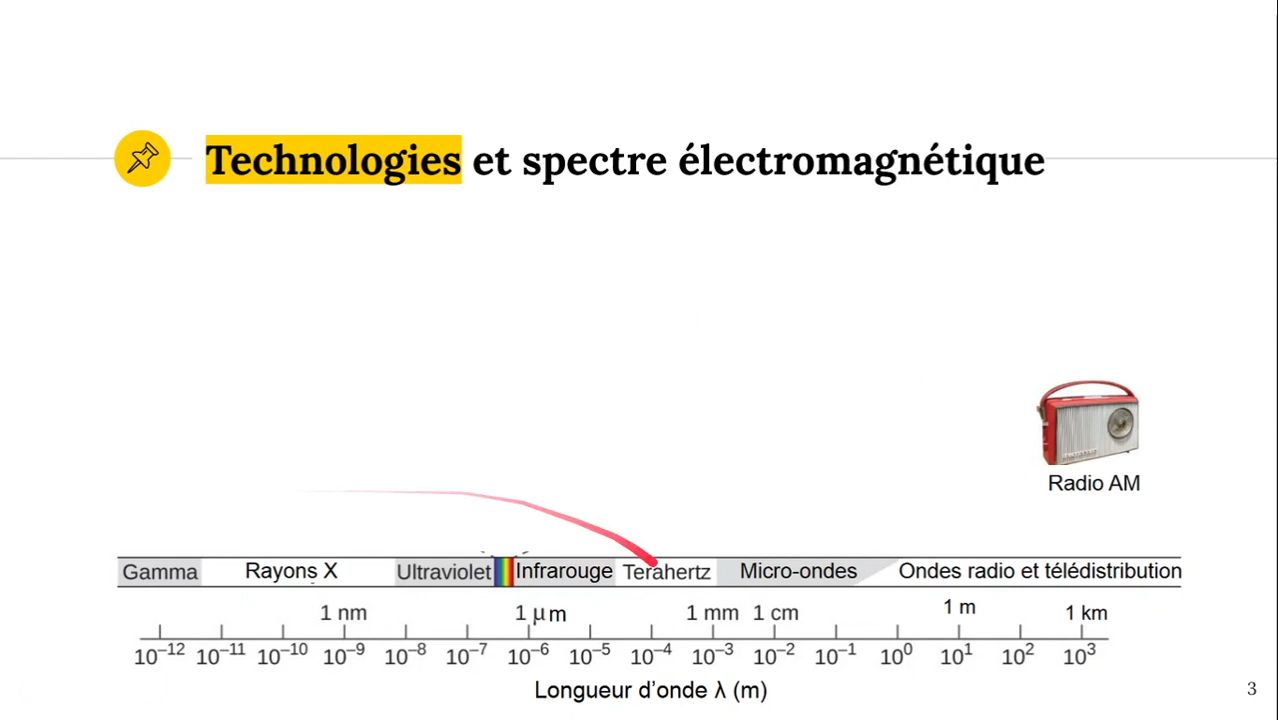 Technologies et spectre électromagnétique
Radio AM
Gamma Rayons X Ultraviolet Infrarouge Terahertz Micro-ondes Ondes radio et télédistribution
1 nm 1 µm 1 mm 1 cm 1 m 1 km
10⁻¹² 10⁻¹¹ 10⁻¹⁰ 10⁻⁹ 10⁻⁸ 10⁻⁷ 10⁻⁶ 10⁻⁵ 10⁻⁴ 10⁻³ 10⁻² 10⁻¹ 10⁰ 10¹ 10² 10³
Longueur d'onde λ (m)
3